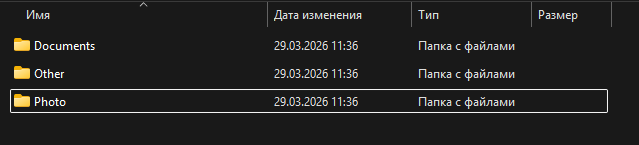 Имя Дата изменения Тип Размер
Documents 29.03.2026 11:36 Папка с файлами
Other 29.03.2026 11:36 Папка с файлами
Photo 29.03.2026 11:36 Папка с файлами